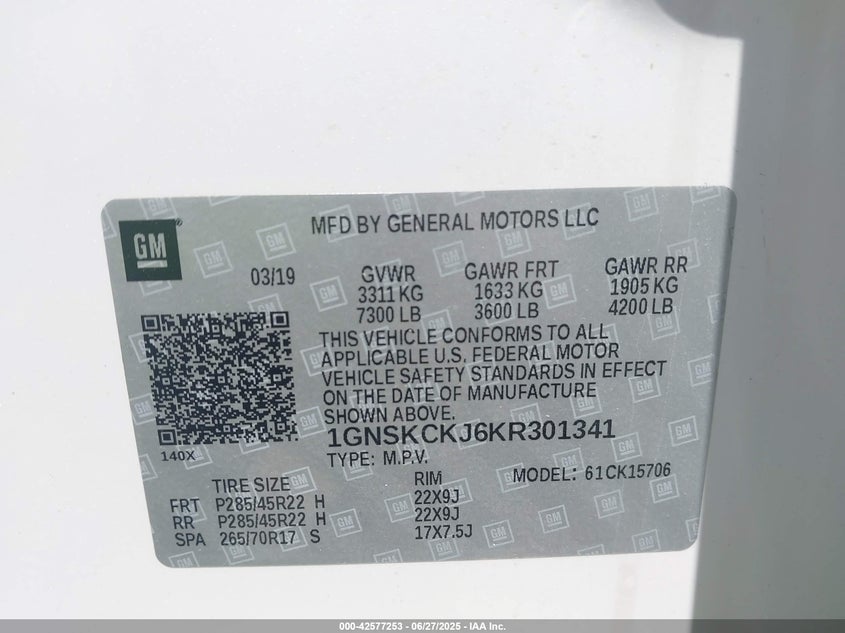 GM
MFD BY GENERAL MOTORS LLC
03/19 GVWR GAWR FRT GAWR RR
3311 KG 1633 KG 1905 KG
7300 LB 3600 LB 4200 LB
THIS VEHICLE CONFORMS TO ALL
APPLICABLE U.S. FEDERAL MOTOR
VEHICLE SAFETY STANDARDS IN EFFECT
ON THE DATE OF MANUFACTURE
SHOWN ABOVE.
1GNSKCKJ6KR301341
140X
TYPE: M.P.V. MODEL: 61CK15706
TIRE SIZE RIM
FRT P285/45R22 H 22X9J
RR P285/45R22 H 22X9J
SPA 265/70R17 S 17X7.5J
000-42577253 - 06/27/2025 - IAA Inc.